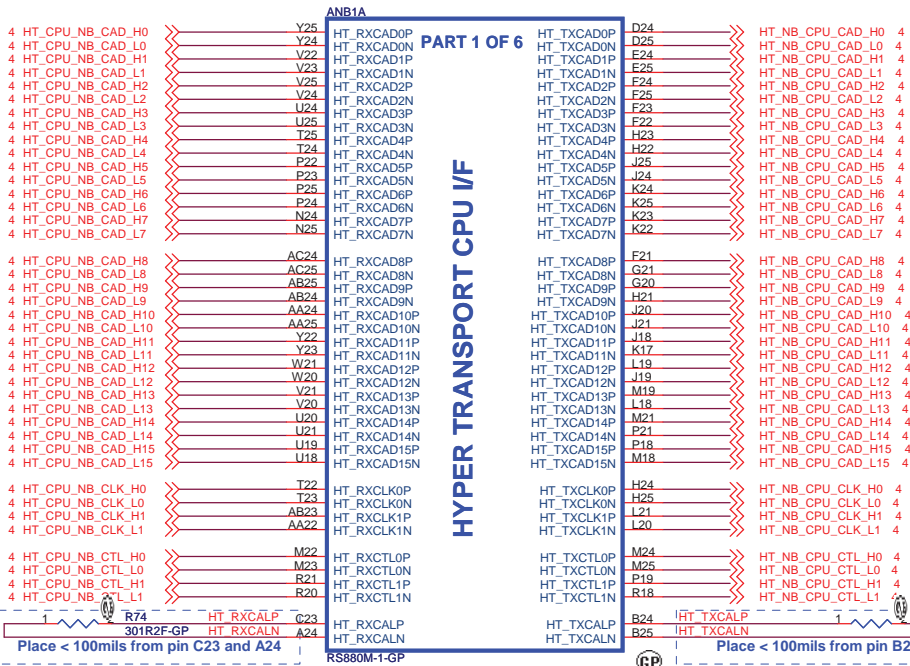 ANB1A
PART 1 OF 6
HYPER TRANSPORT CPU I/F
4 HT_CPU_NB_CAD_H0 Y25 HT_RXCAD0P HT_TXCAD0P D24 HT_NB_CPU_CAD_H0 4
4 HT_CPU_NB_CAD_L0 Y24 HT_RXCAD0N HT_TXCAD0N D25 HT_NB_CPU_CAD_L0 4
4 HT_CPU_NB_CAD_H1 V22 HT_RXCAD1P HT_TXCAD1P E24 HT_NB_CPU_CAD_H1 4
4 HT_CPU_NB_CAD_L1 V23 HT_RXCAD1N HT_TXCAD1N E25 HT_NB_CPU_CAD_L1 4
4 HT_CPU_NB_CAD_H2 V25 HT_RXCAD2P HT_TXCAD2P F24 HT_NB_CPU_CAD_H2 4
4 HT_CPU_NB_CAD_L2 V24 HT_RXCAD2N HT_TXCAD2N F25 HT_NB_CPU_CAD_L2 4
4 HT_CPU_NB_CAD_H3 U24 HT_RXCAD3P HT_TXCAD3P F23 HT_NB_CPU_CAD_H3 4
4 HT_CPU_NB_CAD_L3 U25 HT_RXCAD3N HT_TXCAD3N F22 HT_NB_CPU_CAD_L3 4
4 HT_CPU_NB_CAD_H4 T25 HT_RXCAD4P HT_TXCAD4P H23 HT_NB_CPU_CAD_H4 4
4 HT_CPU_NB_CAD_L4 T24 HT_RXCAD4N HT_TXCAD4N H22 HT_NB_CPU_CAD_L4 4
4 HT_CPU_NB_CAD_H5 P22 HT_RXCAD5P HT_TXCAD5P J25 HT_NB_CPU_CAD_H5 4
4 HT_CPU_NB_CAD_L5 P23 HT_RXCAD5N HT_TXCAD5N J24 HT_NB_CPU_CAD_L5 4
4 HT_CPU_NB_CAD_H6 P25 HT_RXCAD6P HT_TXCAD6P K24 HT_NB_CPU_CAD_H6 4
4 HT_CPU_NB_CAD_L6 P24 HT_RXCAD6N HT_TXCAD6N K25 HT_NB_CPU_CAD_L6 4
4 HT_CPU_NB_CAD_H7 N24 HT_RXCAD7P HT_TXCAD7P K23 HT_NB_CPU_CAD_H7 4
4 HT_CPU_NB_CAD_L7 N25 HT_RXCAD7N HT_TXCAD7N K22 HT_NB_CPU_CAD_L7 4
4 HT_CPU_NB_CAD_H8 AC24 HT_RXCAD8P HT_TXCAD8P F21 HT_NB_CPU_CAD_H8 4
4 HT_CPU_NB_CAD_L8 AC25 HT_RXCAD8N HT_TXCAD8N G21 HT_NB_CPU_CAD_L8 4
4 HT_CPU_NB_CAD_H9 AB25 HT_RXCAD9P HT_TXCAD9P G20 HT_NB_CPU_CAD_H9 4
4 HT_CPU_NB_CAD_L9 AB24 HT_RXCAD9N HT_TXCAD9N H21 HT_NB_CPU_CAD_L9 4
4 HT_CPU_NB_CAD_H10 AA24 HT_RXCAD10P HT_TXCAD10P J20 HT_NB_CPU_CAD_H10 4
4 HT_CPU_NB_CAD_L10 AA25 HT_RXCAD10N HT_TXCAD10N J21 HT_NB_CPU_CAD_L10 4
4 HT_CPU_NB_CAD_H11 Y22 HT_RXCAD11P HT_TXCAD11P J18 HT_NB_CPU_CAD_H11 4
4 HT_CPU_NB_CAD_L11 Y23 HT_RXCAD11N HT_TXCAD11N K17 HT_NB_CPU_CAD_L11 4
4 HT_CPU_NB_CAD_H12 W21 HT_RXCAD12P HT_TXCAD12P L19 HT_NB_CPU_CAD_H12 4
4 HT_CPU_NB_CAD_L12 W20 HT_RXCAD12N HT_TXCAD12N J19 HT_NB_CPU_CAD_L12 4
4 HT_CPU_NB_CAD_H13 V21 HT_RXCAD13P HT_TXCAD13P M19 HT_NB_CPU_CAD_H13 4
4 HT_CPU_NB_CAD_L13 V20 HT_RXCAD13N HT_TXCAD13N L18 HT_NB_CPU_CAD_L13 4
4 HT_CPU_NB_CAD_H14 U20 HT_RXCAD14P HT_TXCAD14P M21 HT_NB_CPU_CAD_H14 4
4 HT_CPU_NB_CAD_L14 U21 HT_RXCAD14N HT_TXCAD14N P21 HT_NB_CPU_CAD_L14 4
4 HT_CPU_NB_CAD_H15 U19 HT_RXCAD15P HT_TXCAD15P P18 HT_NB_CPU_CAD_H15 4
4 HT_CPU_NB_CAD_L15 U18 HT_RXCAD15N HT_TXCAD15N M18 HT_NB_CPU_CAD_L15 4
4 HT_CPU_NB_CLK_H0 T22 HT_RXCLK0P HT_TXCLK0P H24 HT_NB_CPU_CLK_H0 4
4 HT_CPU_NB_CLK_L0 T23 HT_RXCLK0N HT_TXCLK0N H25 HT_NB_CPU_CLK_L0 4
4 HT_CPU_NB_CLK_H1 AB23 HT_RXCLK1P HT_TXCLK1P L21 HT_NB_CPU_CLK_H1 4
4 HT_CPU_NB_CLK_L1 AA22 HT_RXCLK1N HT_TXCLK1N L20 HT_NB_CPU_CLK_L1 4
4 HT_CPU_NB_CTL_H0 M22 HT_RXCTL0P HT_TXCTL0P M24 HT_NB_CPU_CTL_H0 4
4 HT_CPU_NB_CTL_L0 M23 HT_RXCTL0N HT_TXCTL0N M25 HT_NB_CPU_CTL_L0 4
4 HT_CPU_NB_CTL_H1 R21 HT_RXCTL1P HT_TXCTL1P P19 HT_NB_CPU_CTL_H1 4
4 HT_CPU_NB_CTL_L1 R20 HT_RXCTL1N HT_TXCTL1N R18 HT_NB_CPU_CTL_L1 4
1 R74 HT_RXCALP C23 HT_RXCALP HT_TXCALP B24 HT_TXCALP 1
301R2F-GP HT_RXCALN A24 HT_RXCALN HT_TXCALN B25 HT_TXCALN
Place < 100mils from pin C23 and A24
Place < 100mils from pin B2
RS880M-1-GP
GP